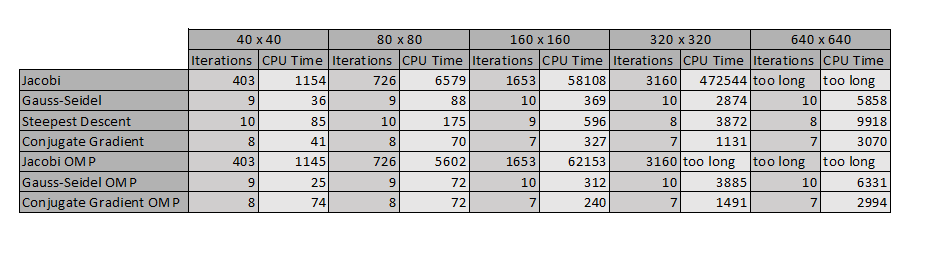 40 x 40 80 x 80 160 x 160 320 x 320 640 x 640
Iterations CPU Time Iterations CPU Time Iterations CPU Time Iterations CPU Time Iterations CPU Time
Jacobi 403 1154 726 6579 1653 58108 3160 472544 too long too long
Gauss-Seidel 9 36 9 88 10 369 10 2874 10 5858
Steepest Descent 10 85 10 175 9 596 8 3872 8 9918
Conjugate Gradient 8 41 8 70 7 327 7 1131 7 3070
Jacobi OMP 403 1145 726 5602 1653 62153 3160 too long too long too long
Gauss-Seidel OMP 9 25 9 72 10 312 10 3885 10 6331
Conjugate Gradient OMP 8 74 8 72 7 240 7 1491 7 2994